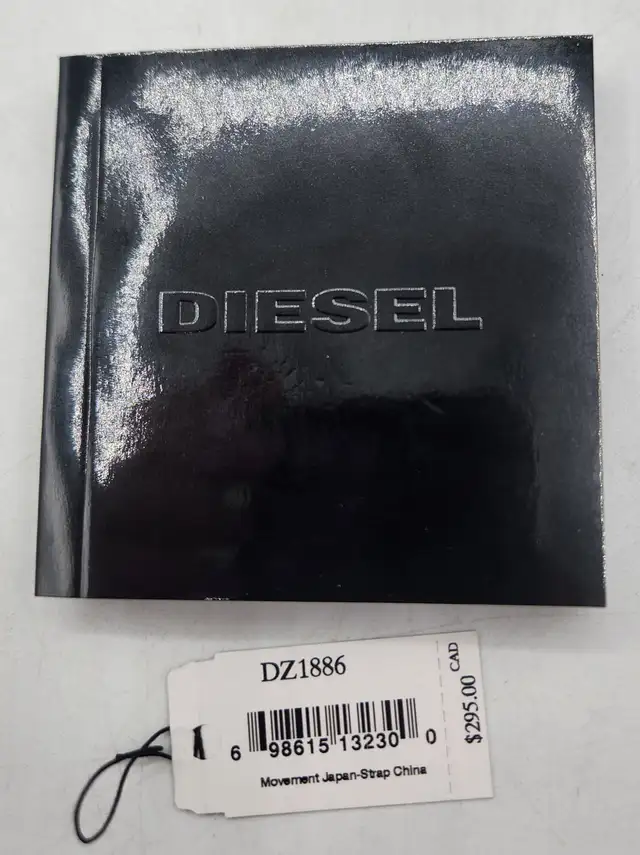 DIESEL
DZ1886
6 98615 13230 0
Movement Japan-Strap China
$295.00 CAD